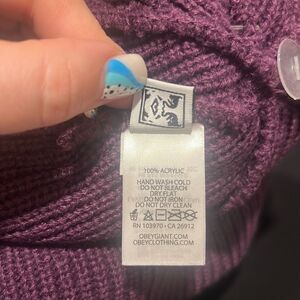 100% ACRYLIC
HAND WASH COLD
DO NOT BLEACH
DRY FLAT
DO NOT IRON
DO NOT DRY CLEAN
RN 103970 • CA 26912
OBEYGIANT.COM
OBEYCLOTHING.COM